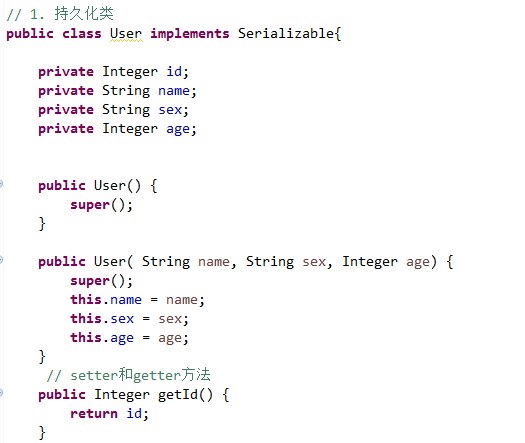 // 1. 持久化类
public class User implements Serializable{
private Integer id;
private String name;
private String sex;
private Integer age;
public User() {
super();
}
public User( String name, String sex, Integer age) {
super();
this.name = name;
this.sex = sex;
this.age = age;
}
// setter和getter方法
public Integer getId() {
return id;
}